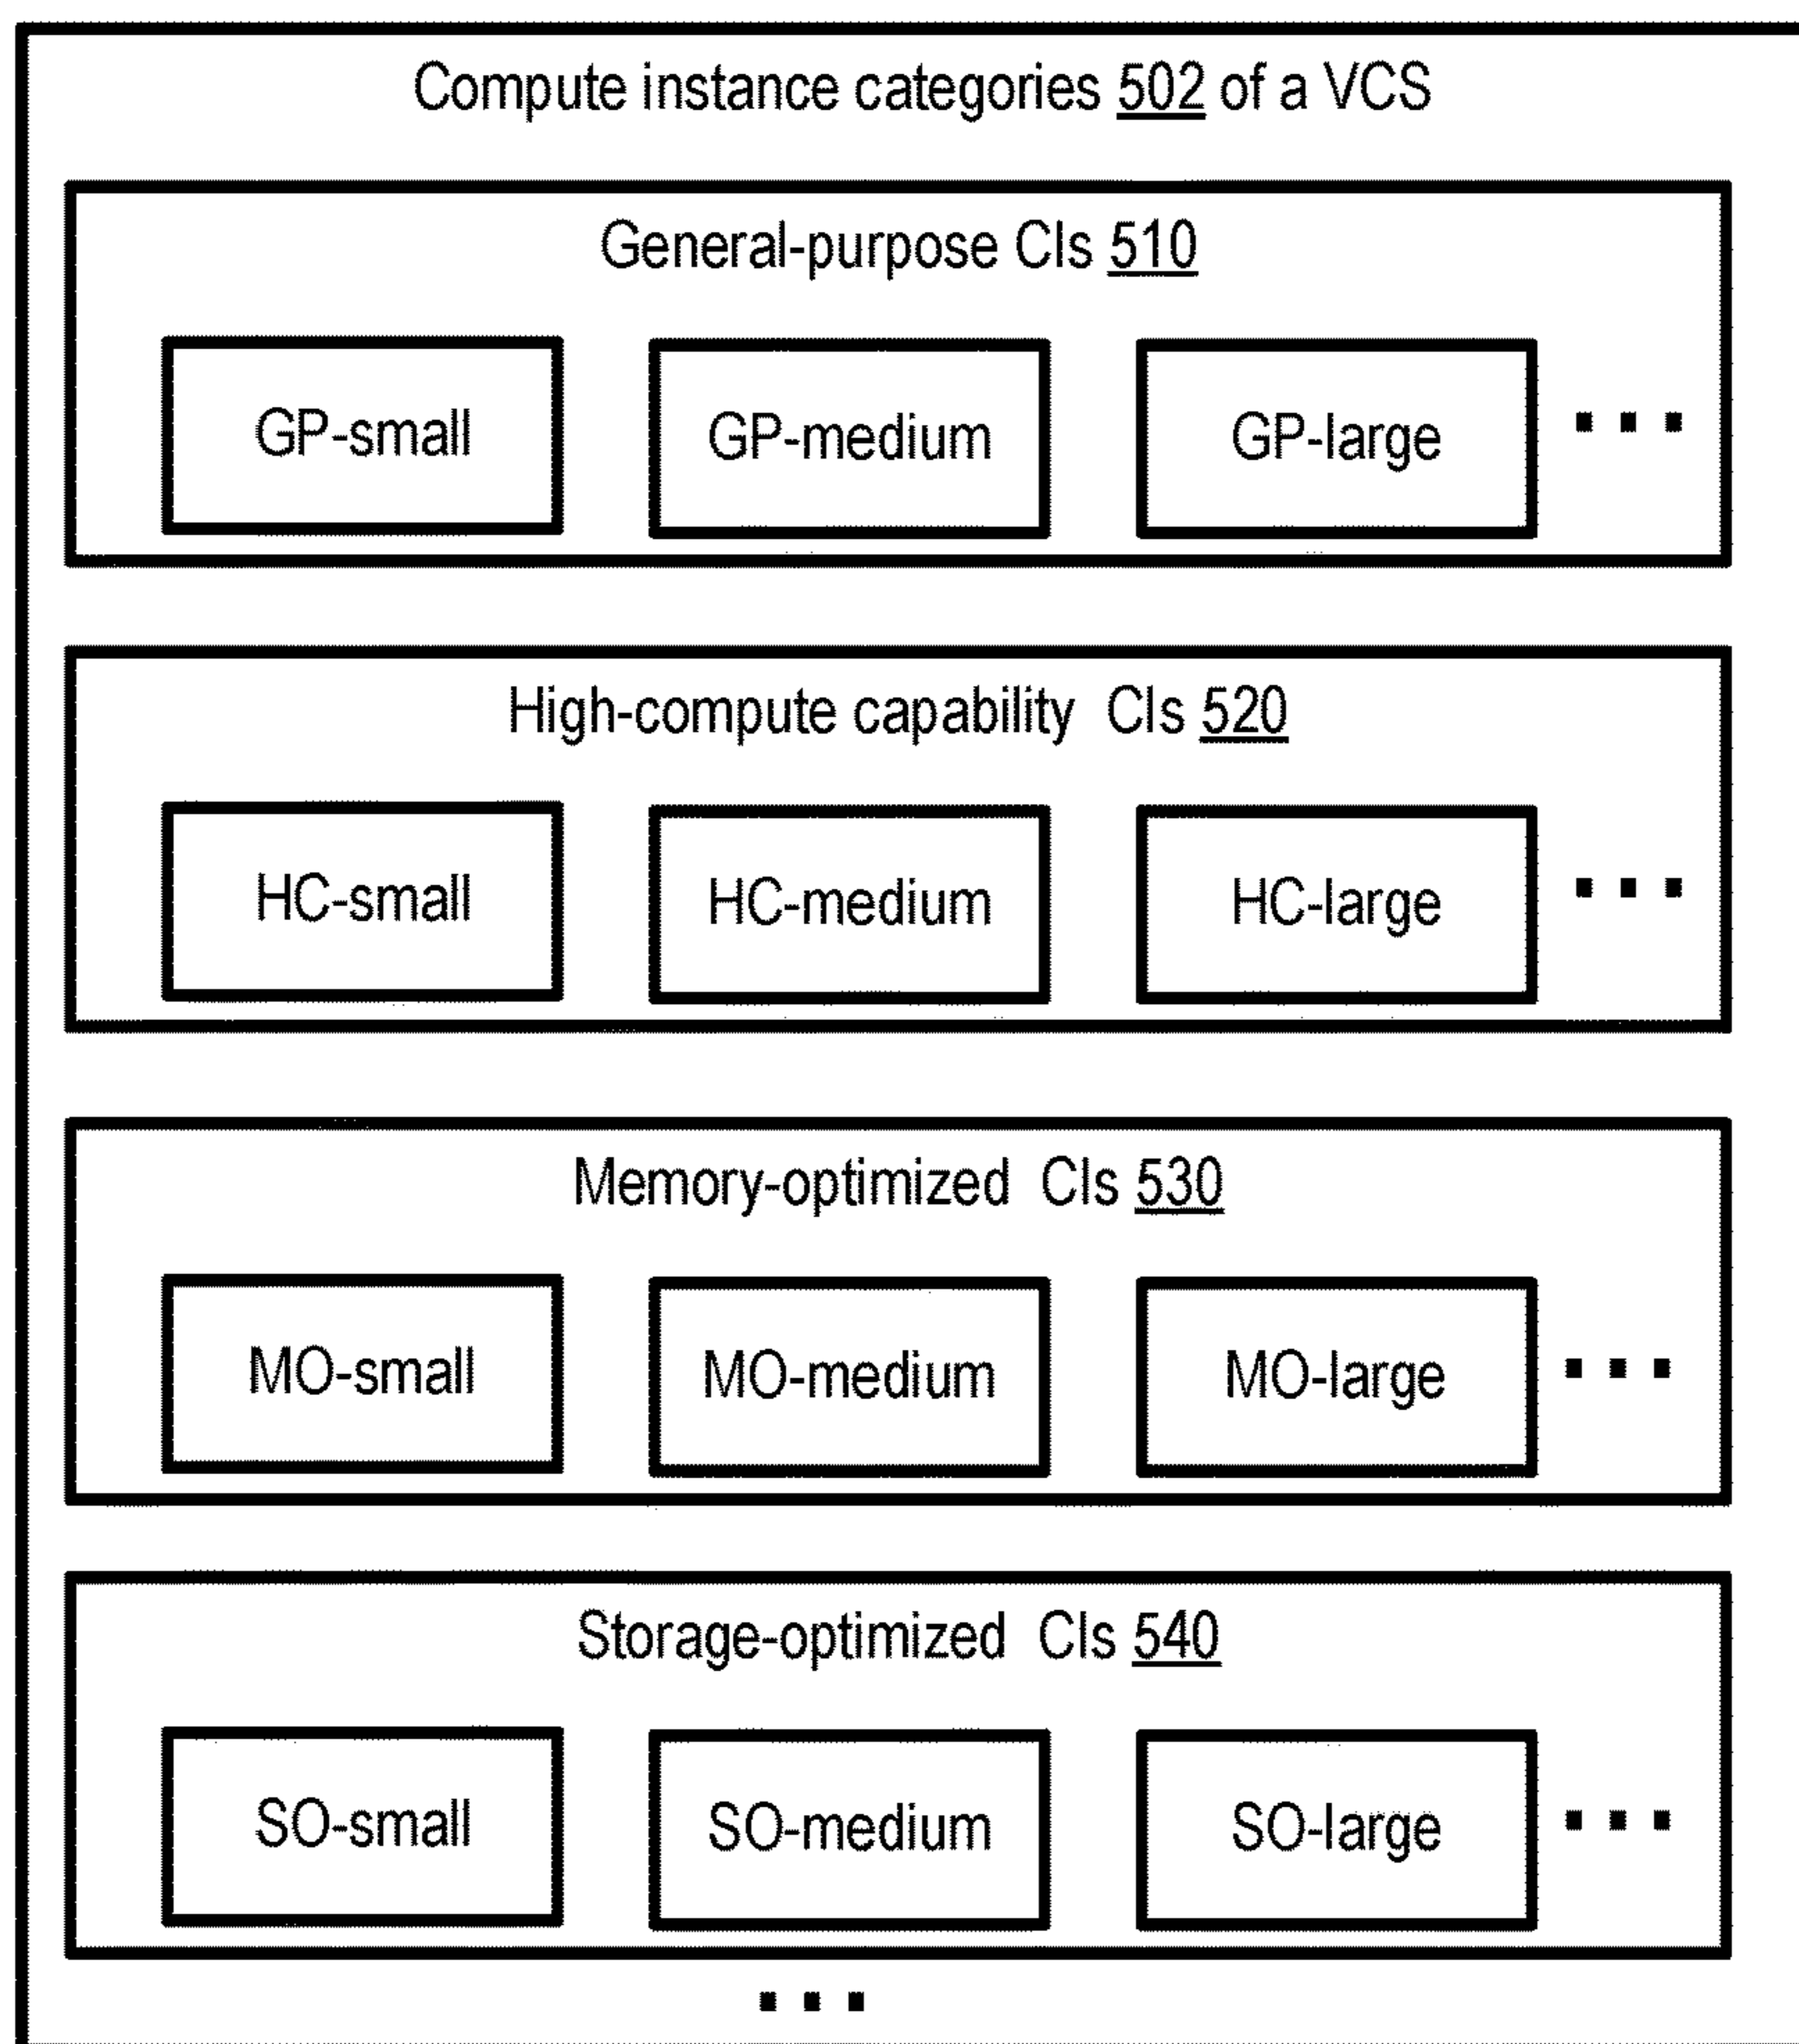 Compute instance categories 502 of a VCS
General-purpose CIs 510
GP-small GP-medium GP-large ...
High-compute capability CIs 520
HC-small HC-medium HC-large ...
Memory-optimized CIs 530
MO-small MO-medium MO-large ...
Storage-optimized CIs 540
SO-small SO-medium SO-large ...
...